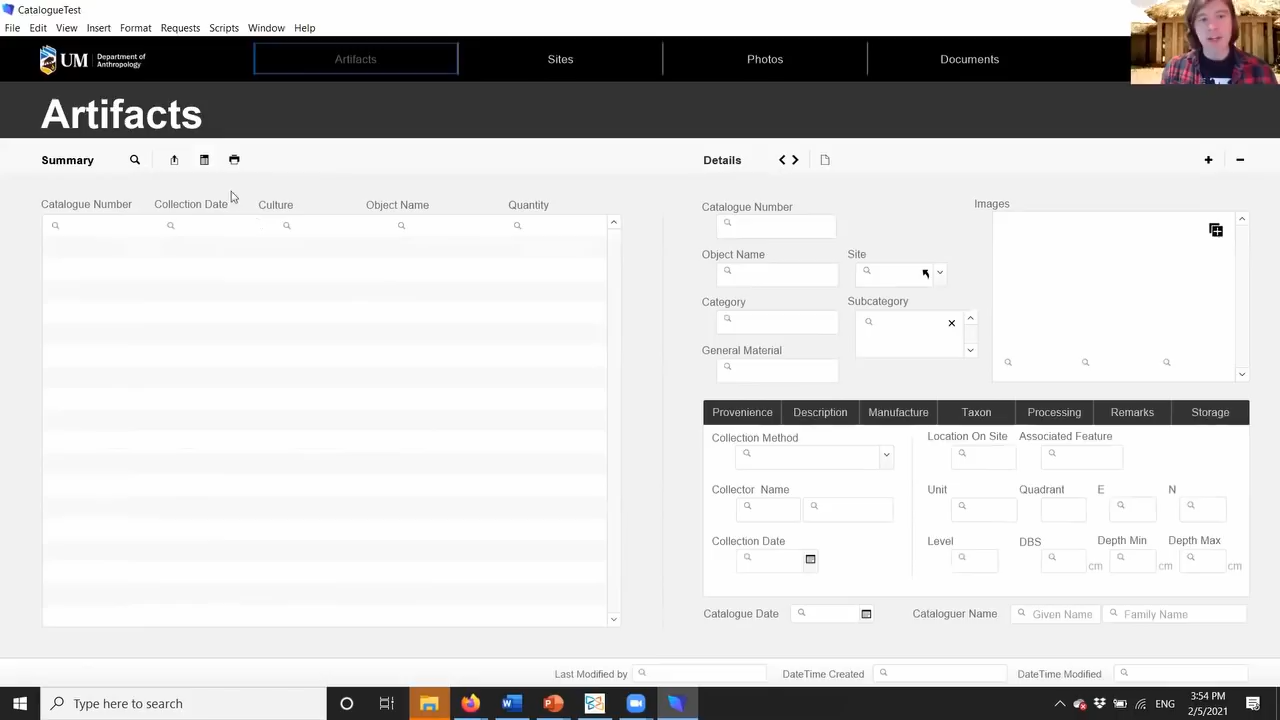 CatalogueTest
File Edit View Insert Format Requests Scripts Window Help
UM Department of Anthropology
Artifacts Sites Photos Documents
Artifacts
Summary
Details
Catalogue Number Collection Date Culture Object Name Quantity
Catalogue Number
Images
Object Name Site
Category Subcategory
General Material
Provenience Description Manufacture Taxon Processing Remarks Storage
Collection Method Location On Site Associated Feature
Collector Name Unit Quadrant E N
Collection Date Level DBS cm Depth Min cm Depth Max cm
Catalogue Date Cataloguer Name Given Name Family Name
Last Modified by DateTime Created DateTime Modified
Type here to search
ENG
3:54 PM
2/5/2021